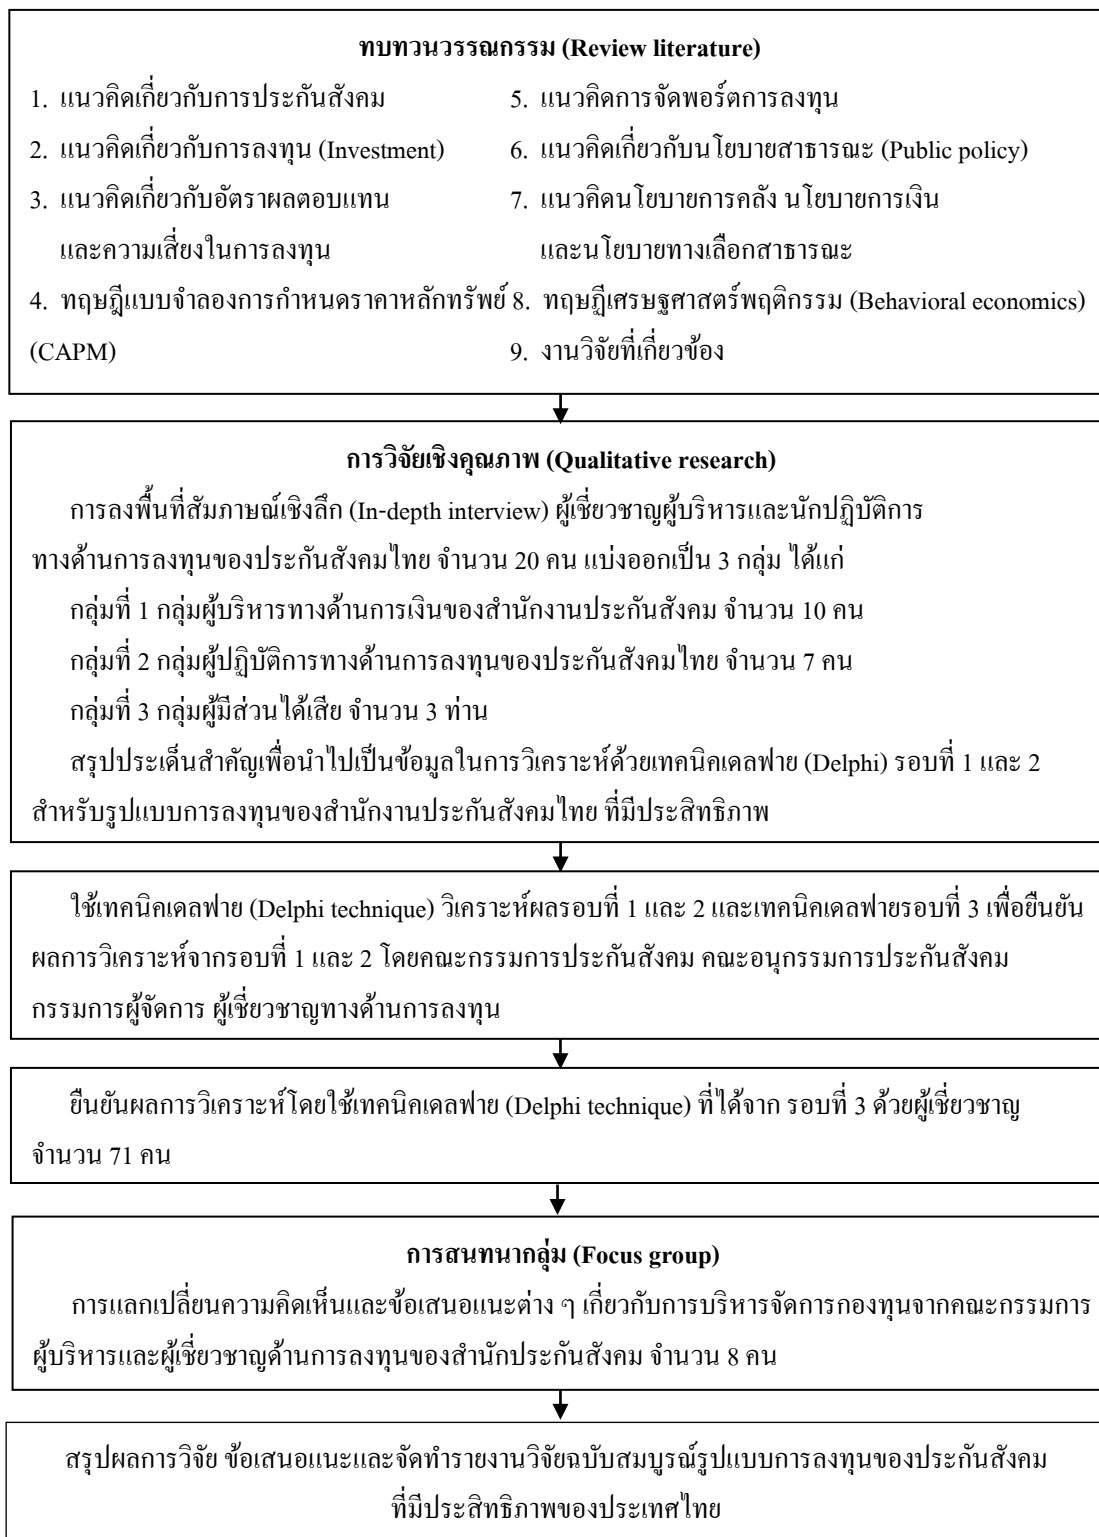 ทบทวนวรรณกรรม (Review literature)
1. แนวคิดเกี่ยวกับการประกันสังคม
2. แนวคิดเกี่ยวกับการลงทุน (Investment)
3. แนวคิดเกี่ยวกับอัตราผลตอบแทน
และความเสี่ยงในการลงทุน
4. ทฤษฎีแบบจำลองการกำหนดราคาหลักทรัพย์
(CAPM)
5. แนวคิดการจัดพอร์ตการลงทุน
6. แนวคิดเกี่ยวกับนโยบายสาธารณะ (Public policy)
7. แนวคิดนโยบายการคลัง นโยบายการเงิน
และนโยบายทางเลือกสาธารณะ
8. ทฤษฎีเศรษฐศาสตร์พฤติกรรม (Behavioral economics)
9. งานวิจัยที่เกี่ยวข้อง
การวิจัยเชิงคุณภาพ (Qualitative research)
การลงพื้นที่สัมภาษณ์เชิงลึก (In-depth interview) ผู้เชี่ยวชาญผู้บริหารและนักปฏิบัติการ
ทางด้านการลงทุนของประกันสังคมไทย จำนวน 20 คน แบ่งออกเป็น 3 กลุ่ม ได้แก่
กลุ่มที่ 1 กลุ่มผู้บริหารทางด้านการเงินของสำนักงานประกันสังคม จำนวน 10 คน
กลุ่มที่ 2 กลุ่มผู้ปฏิบัติการทางด้านการลงทุนของประกันสังคมไทย จำนวน 7 คน
กลุ่มที่ 3 กลุ่มผู้มีส่วนได้เสีย จำนวน 3 ท่าน
สรุปประเด็นสำคัญเพื่อนำไปเป็นข้อมูลในการวิเคราะห์ด้วยเทคนิคเดลฟาย (Delphi) รอบที่ 1 และ 2
สำหรับรูปแบบการลงทุนของสำนักงานประกันสังคมไทย ที่มีประสิทธิภาพ
ใช้เทคนิคเดลฟาย (Delphi technique) วิเคราะห์ผลรอบที่ 1 และ 2 และเทคนิคเดลฟายรอบที่ 3 เพื่อยืนยัน
ผลการวิเคราะห์จากรอบที่ 1 และ 2 โดยคณะกรรมการประกันสังคม คณะอนุกรรมการประกันสังคม
กรรมการผู้จัดการ ผู้เชี่ยวชาญทางด้านการลงทุน
ยืนยันผลการวิเคราะห์โดยใช้เทคนิคเดลฟาย (Delphi technique) ที่ได้จาก รอบที่ 3 ด้วยผู้เชี่ยวชาญ
จำนวน 71 คน
การสนทนากลุ่ม (Focus group)
การแลกเปลี่ยนความคิดเห็นและข้อเสนอแนะต่าง ๆ เกี่ยวกับการบริหารจัดการกองทุนจากคณะกรรมการ
ผู้บริหารและผู้เชี่ยวชาญด้านการลงทุนของสำนักประกันสังคม จำนวน 8 คน
สรุปผลการวิจัย ข้อเสนอแนะและจัดทำรายงานวิจัยฉบับสมบูรณ์รูปแบบการลงทุนของประกันสังคม
ที่มีประสิทธิภาพของประเทศไทย